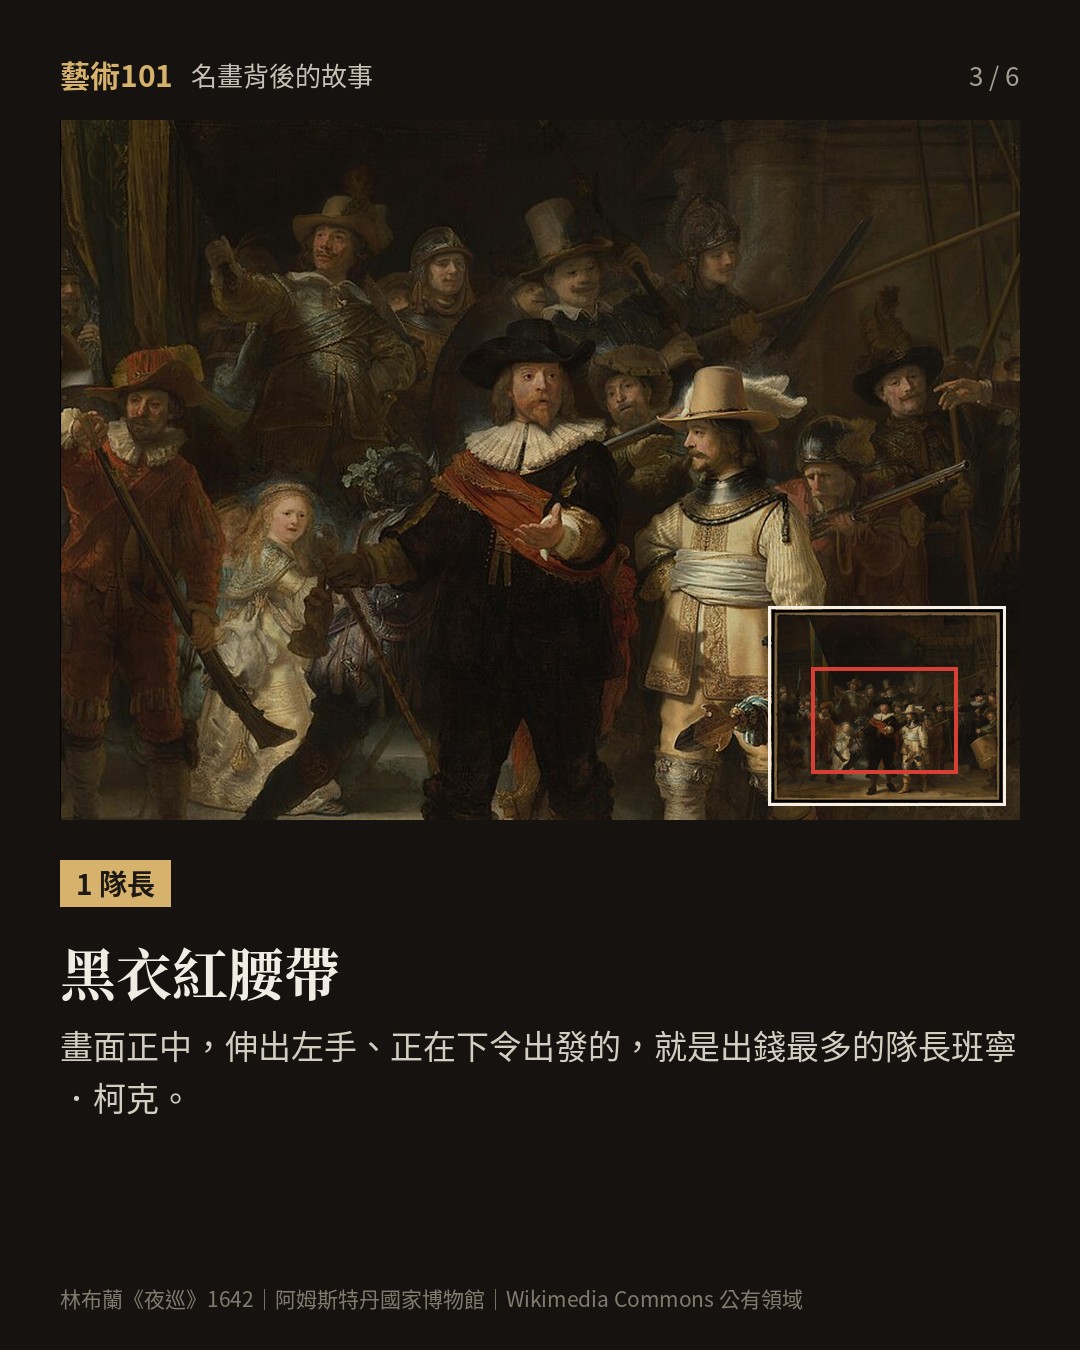 藝術101 名畫背後的故事
3 / 6
1 隊長
黑衣紅腰帶
畫面正中，伸出左手、正在下令出發的，就是出錢最多的隊長班寧
．柯克。
林布蘭《夜巡》1642｜阿姆斯特丹國家博物館｜Wikimedia Commons 公有領域